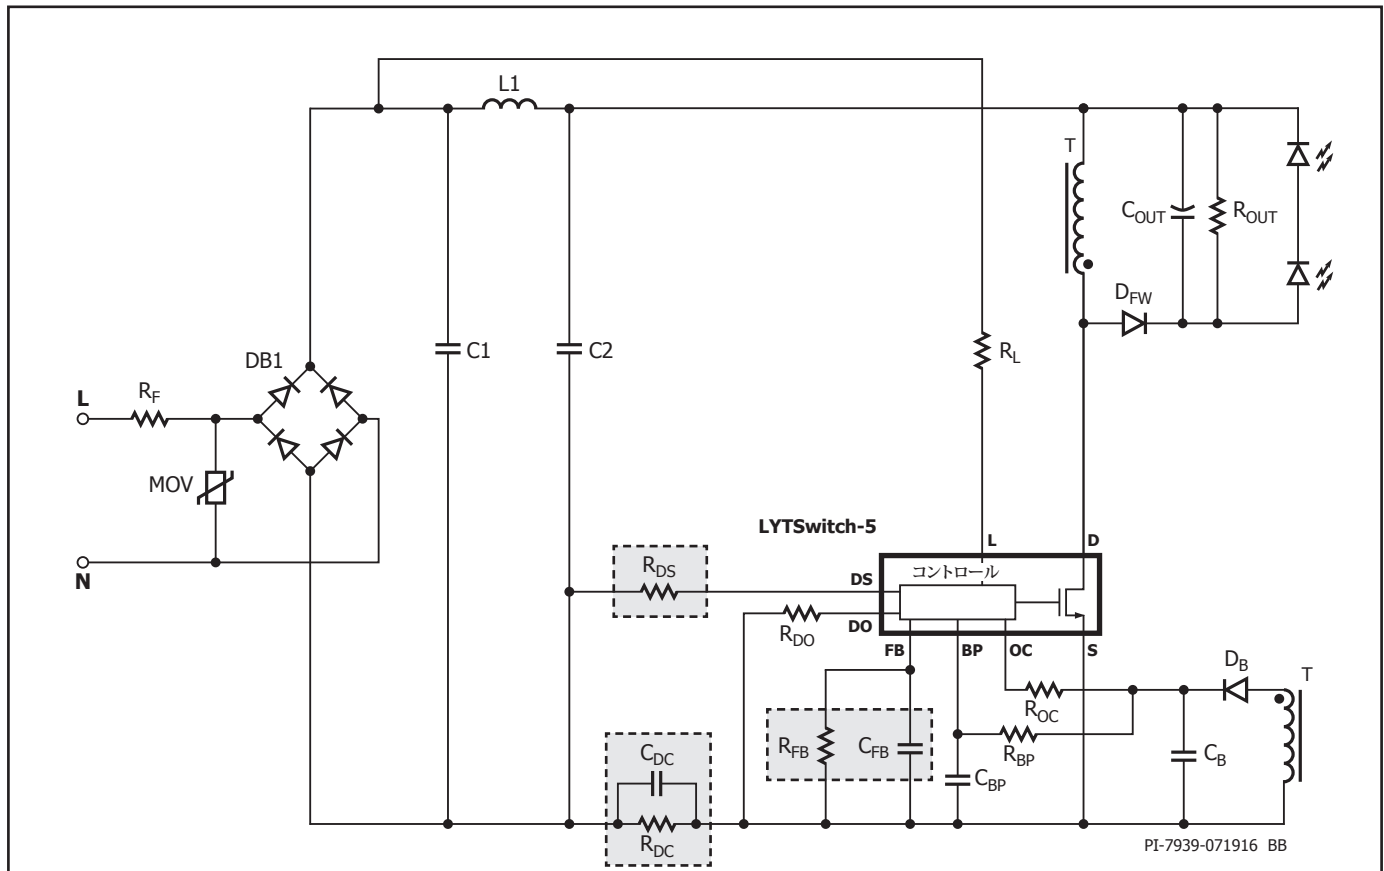 L1
T
C_OUT
R_OUT
D_FW
DB1
C1
C2
R_L
L
R_F
MOV
N
LYTSwitch-5
L
D
コントロール
R_DS
DS
R_DO
DO
FB
BP
OC
S
D_B
T
R_OC
R_FB
C_FB
R_BP
C_B
C_DC
C_BP
R_DC
PI-7939-071916 BB